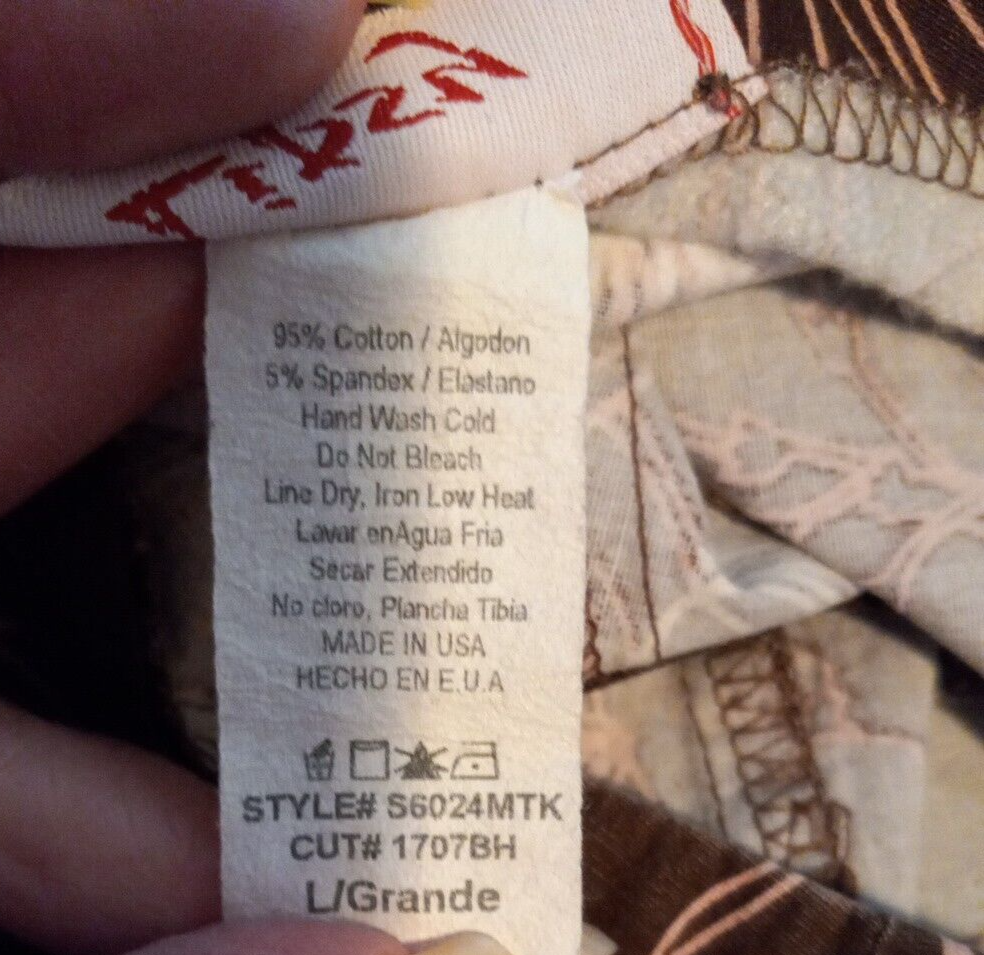 95% Cotton / Algodon
5% Spandex / Elastano
Hand Wash Cold
Do Not Bleach
Line Dry, Iron Low Heat
Lavar enAgua Fria
Secar Extendido
No cloro, Plancha Tibia
MADE IN USA
HECHO EN E.U.A
STYLE# S6024MTK
CUT# 1707BH
L/Grande